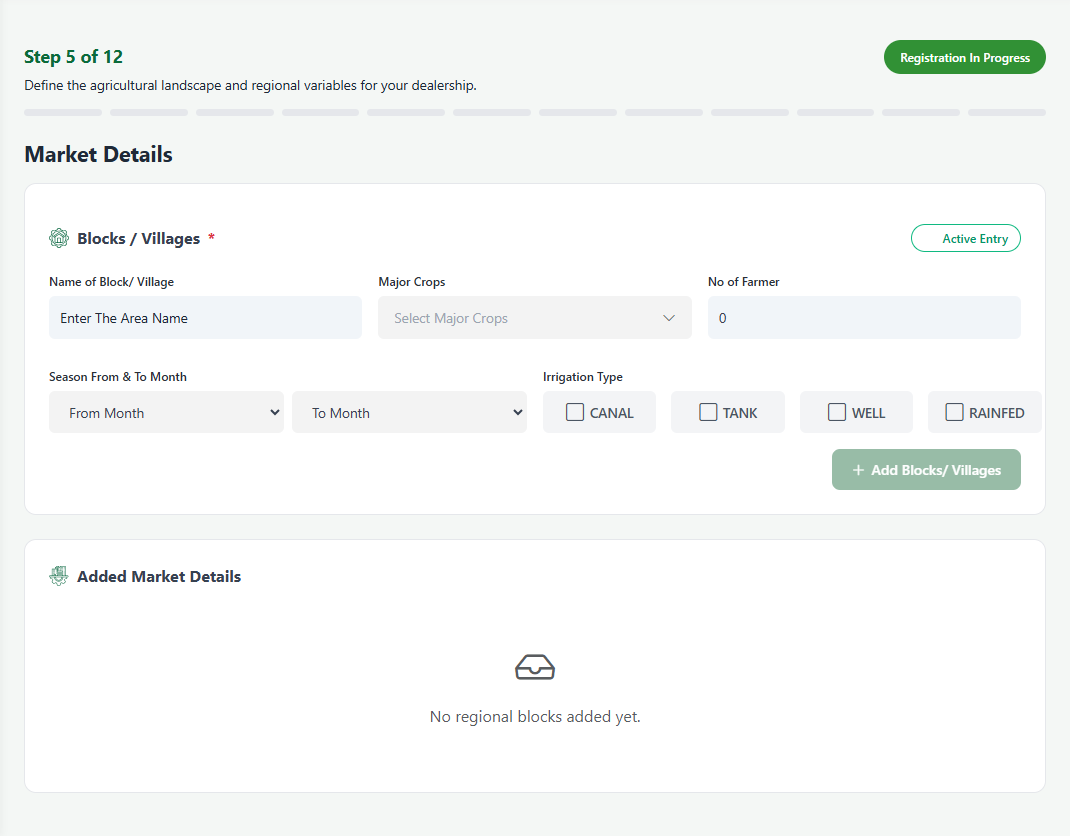 Step 5 of 12
Registration In Progress
Define the agricultural landscape and regional variables for your dealership.
Market Details
Blocks / Villages *
Active Entry
Name of Block/ Village
Major Crops
No of Farmer
Enter The Area Name
Select Major Crops
0
Season From & To Month
Irrigation Type
From Month
To Month
CANAL
TANK
WELL
RAINFED
+ Add Blocks/ Villages
Added Market Details
No regional blocks added yet.